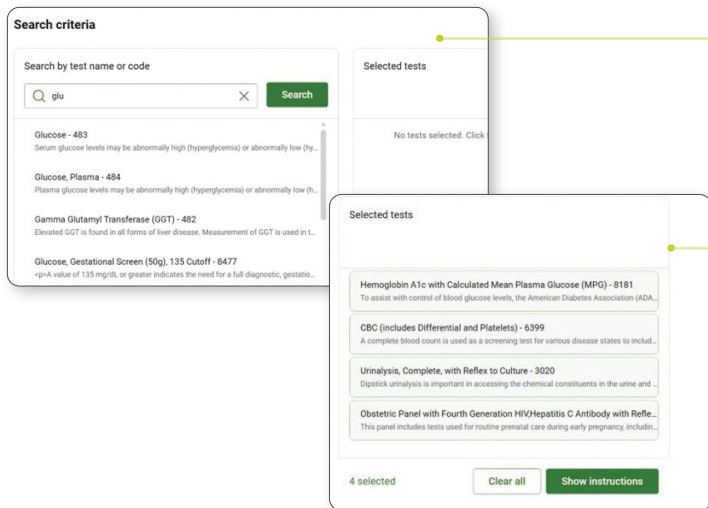 Search criteria
Search by test name or code
glu
Search
Glucose - 483
Serum glucose levels may be abnormally high (hyperglycemia) or abnormally low (hy...
Glucose, Plasma - 484
Plasma glucose levels may be abnormally high (hyperglycemia) or abnormally low (h...
Gamma Glutamyl Transferase (GGT) - 482
Elevated GGT is found in all forms of liver disease. Measurement of GGT is used in t...
Glucose, Gestational Screen (50g), 135 Cutoff - 8477
<p>A value of 135 mg/dL or greater indicates the need for a full diagnostic, gestatio...
Selected tests
No tests selected. Click
Selected tests
Hemoglobin A1c with Calculated Mean Plasma Glucose (MPG) - 8181
To assist with control of blood glucose levels, the American Diabetes Association (ADA...
CBC (includes Differential and Platelets) - 6399
A complete blood count is used as a screening test for various disease states to includ...
Urinalysis, Complete, with Reflex to Culture - 3020
Dipstick urinalysis is important in accessing the chemical constituents in the urine and ...
Obstetric Panel with Fourth Generation HIV,Hepatitis C Antibody with Refle...
This panel includes tests used for routine prenatal care during early pregnancy, includin...
4 selected
Clear all
Show instructions